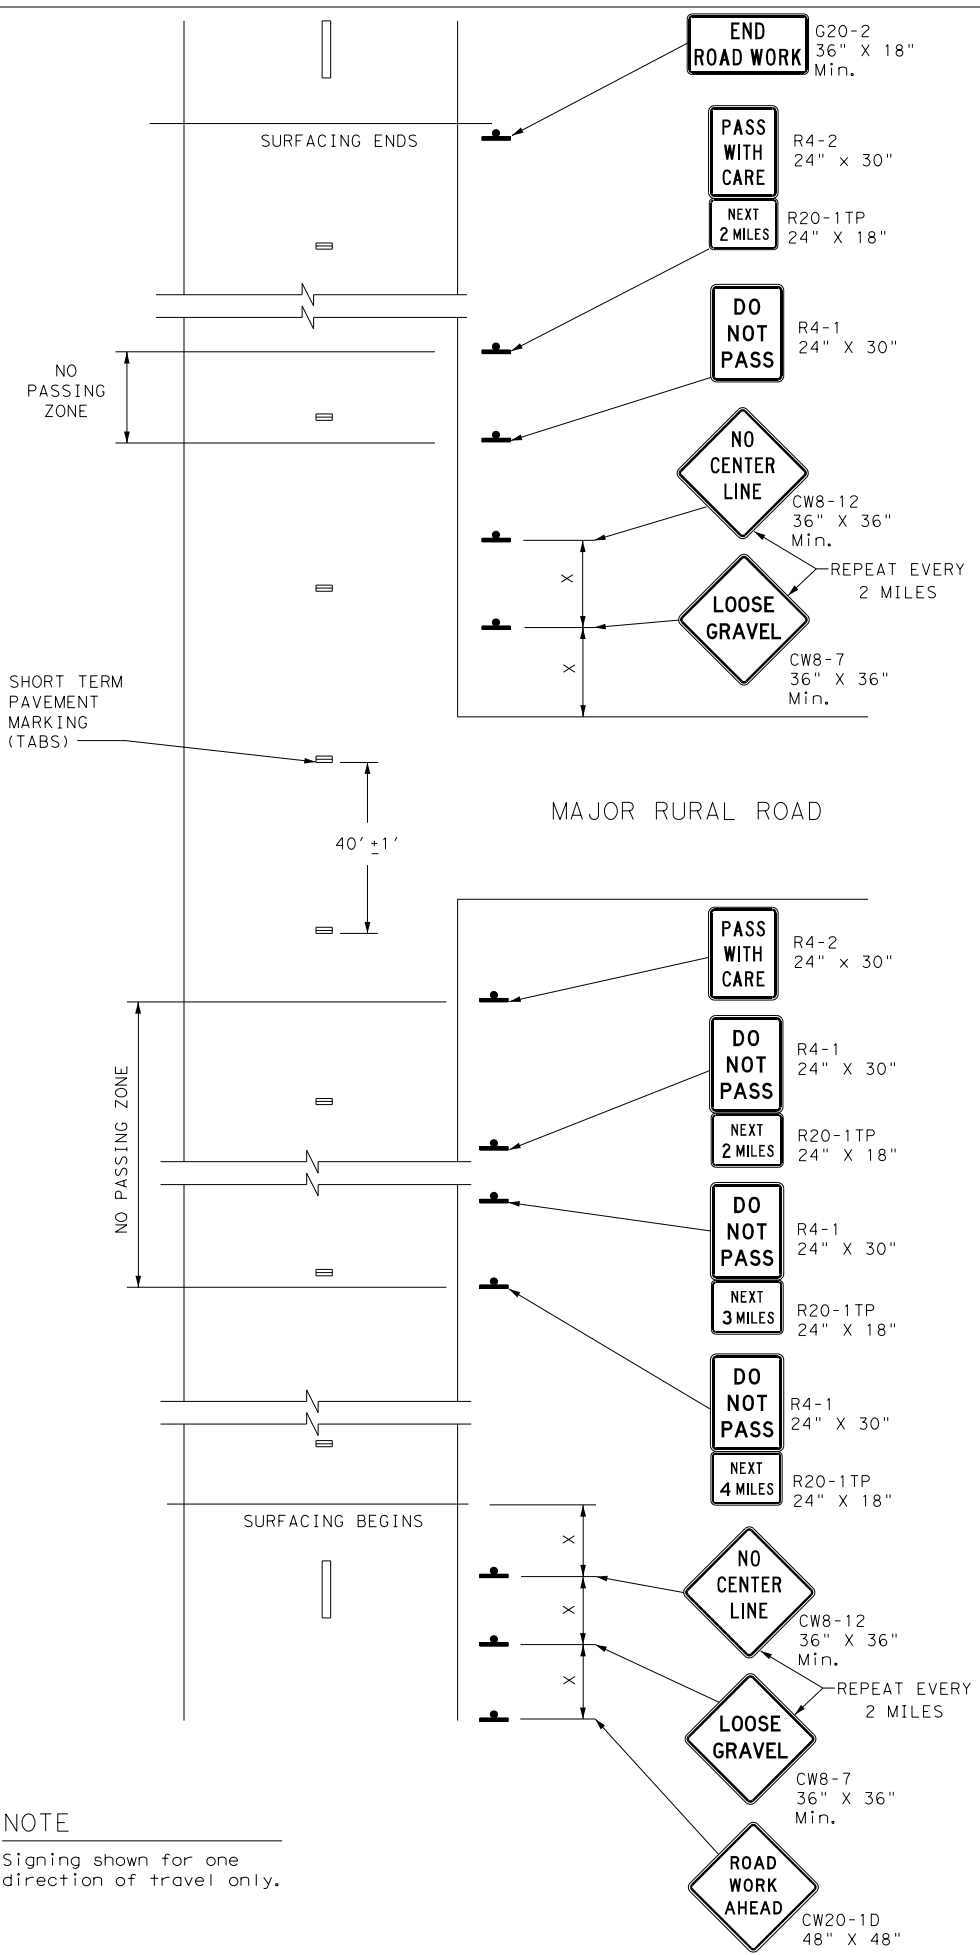 END
ROAD WORK
G20-2
36" X 18"
Min.
SURFACING ENDS
PASS
WITH
CARE
R4-2
24" x 30"
NEXT
2 MILES
R20-1TP
24" X 18"
DO
NOT
PASS
R4-1
24" X 30"
NO
PASSING
ZONE
NO
CENTER
LINE
CW8-12
36" X 36"
Min.
REPEAT EVERY
2 MILES
X
LOOSE
GRAVEL
CW8-7
36" X 36"
Min.
X
SHORT TERM
PAVEMENT
MARKING
(TABS)
MAJOR RURAL ROAD
40' ±1'
PASS
WITH
CARE
R4-2
24" x 30"
NO PASSING ZONE
DO
NOT
PASS
R4-1
24" X 30"
NEXT
2 MILES
R20-1TP
24" X 18"
DO
NOT
PASS
R4-1
24" X 30"
NEXT
3 MILES
R20-1TP
24" X 18"
DO
NOT
PASS
R4-1
24" X 30"
NEXT
4 MILES
R20-1TP
24" X 18"
SURFACING BEGINS
X
NO
CENTER
LINE
CW8-12
36" X 36"
Min.
X
REPEAT EVERY
2 MILES
X
LOOSE
GRAVEL
CW8-7
36" X 36"
Min.
ROAD
WORK
AHEAD
CW20-1D
48" X 48"
NOTE
Signing shown for one
direction of travel only.